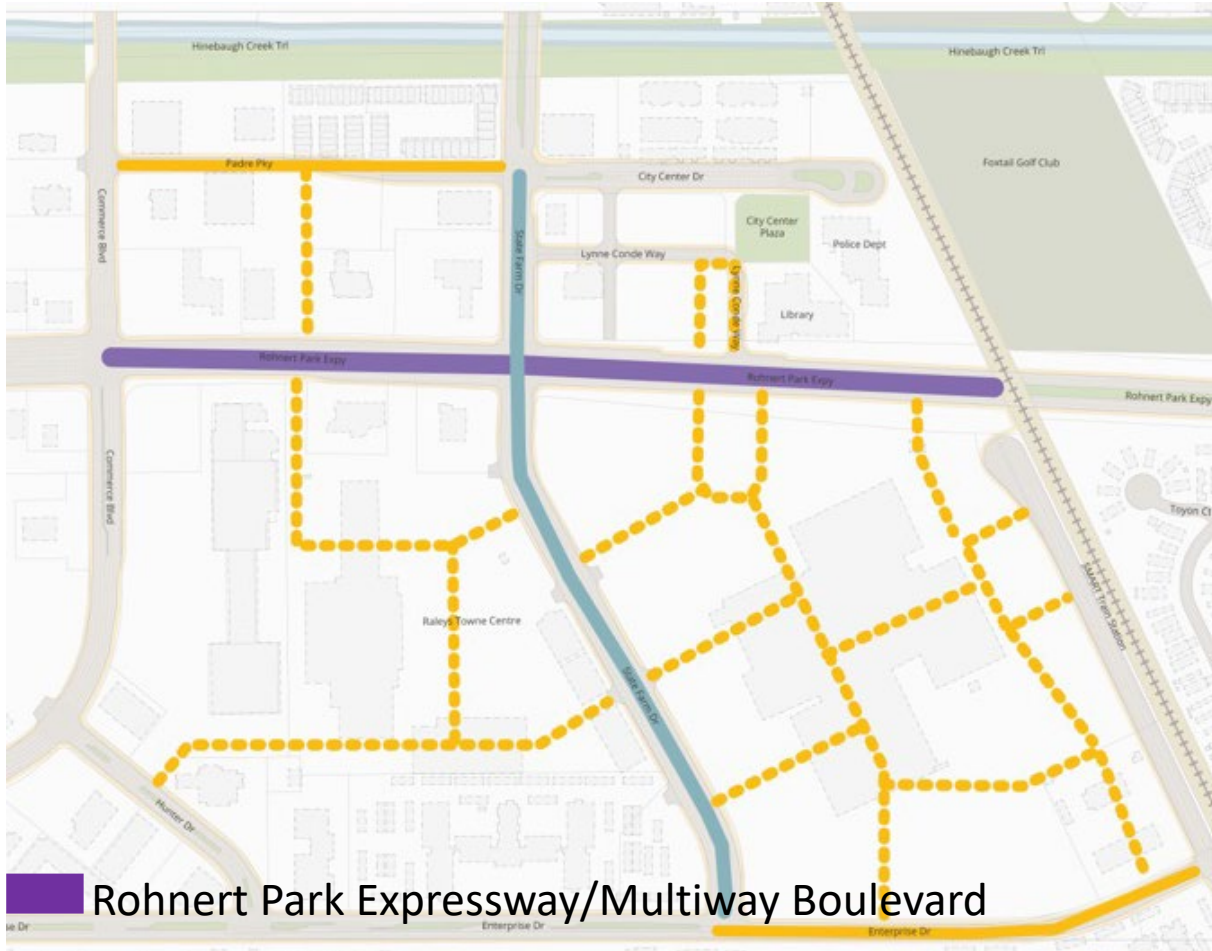 Hinebaugh Creek Trl
Hinebaugh Creek Trl
Padre Pky
Foxtail Golf Club
City Center Dr
Commerce Blvd
State Farm Dr
City Center
Plaza
Police Dept
Lynne Conde Way
Lynne Conde Way
Library
Rohnert Park Expy
Rohnert Park Expy
Rohnert Park Expy
Commerce Blvd
Toyon Ct
SMART Train Station
Raleys Towne Centre
State Farm Dr
Hunter Dr
Rohnert Park Expressway/Multiway Boulevard
se Dr
Enterprise Dr
Enterprise Dr